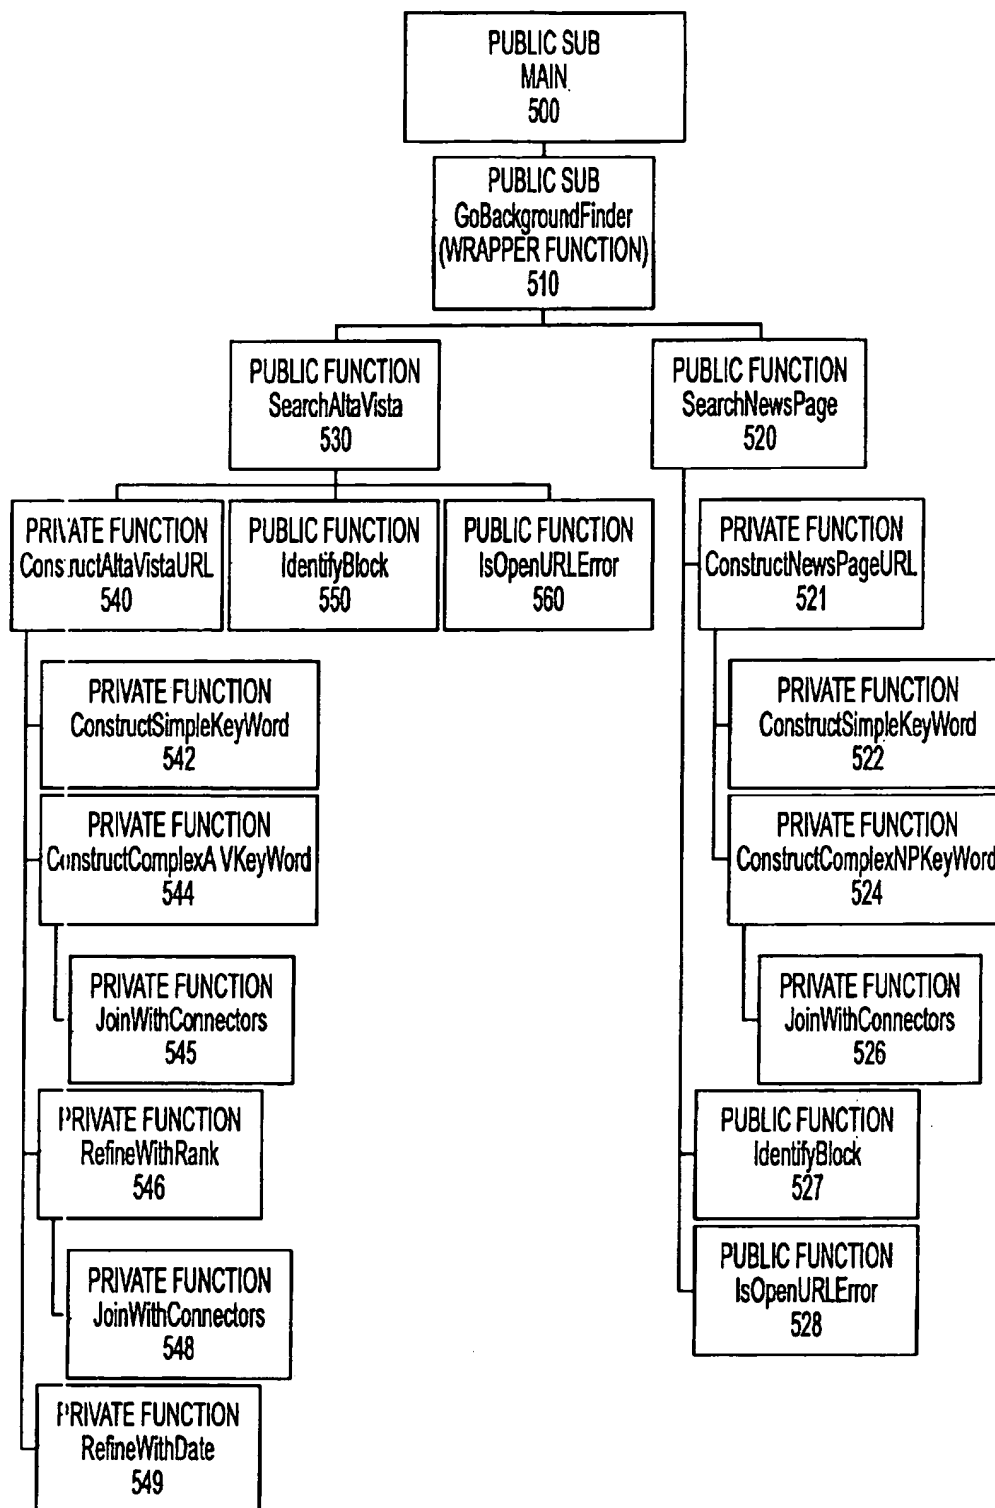 PUBLIC SUB
MAIN
500
PUBLIC SUB
GoBackgroundFinder
(WRAPPER FUNCTION)
510
PUBLIC FUNCTION
SearchAltaVista
530
PUBLIC FUNCTION
SearchNewsPage
520
PRIVATE FUNCTION
ConstructAltaVistaURL
540
PUBLIC FUNCTION
IdentifyBlock
550
PUBLIC FUNCTION
IsOpenURLError
560
PRIVATE FUNCTION
ConstructNewsPageURL
521
PRIVATE FUNCTION
ConstructSimpleKeyWord
542
PRIVATE FUNCTION
ConstructSimpleKeyWord
522
PRIVATE FUNCTION
ConstructComplexA VKeyWord
544
PRIVATE FUNCTION
ConstructComplexNPKeyWord
524
PRIVATE FUNCTION
JoinWithConnectors
545
PRIVATE FUNCTION
JoinWithConnectors
526
PRIVATE FUNCTION
RefineWithRank
546
PUBLIC FUNCTION
IdentifyBlock
527
PRIVATE FUNCTION
JoinWithConnectors
548
PUBLIC FUNCTION
IsOpenURLError
528
PRIVATE FUNCTION
RefineWithDate
549